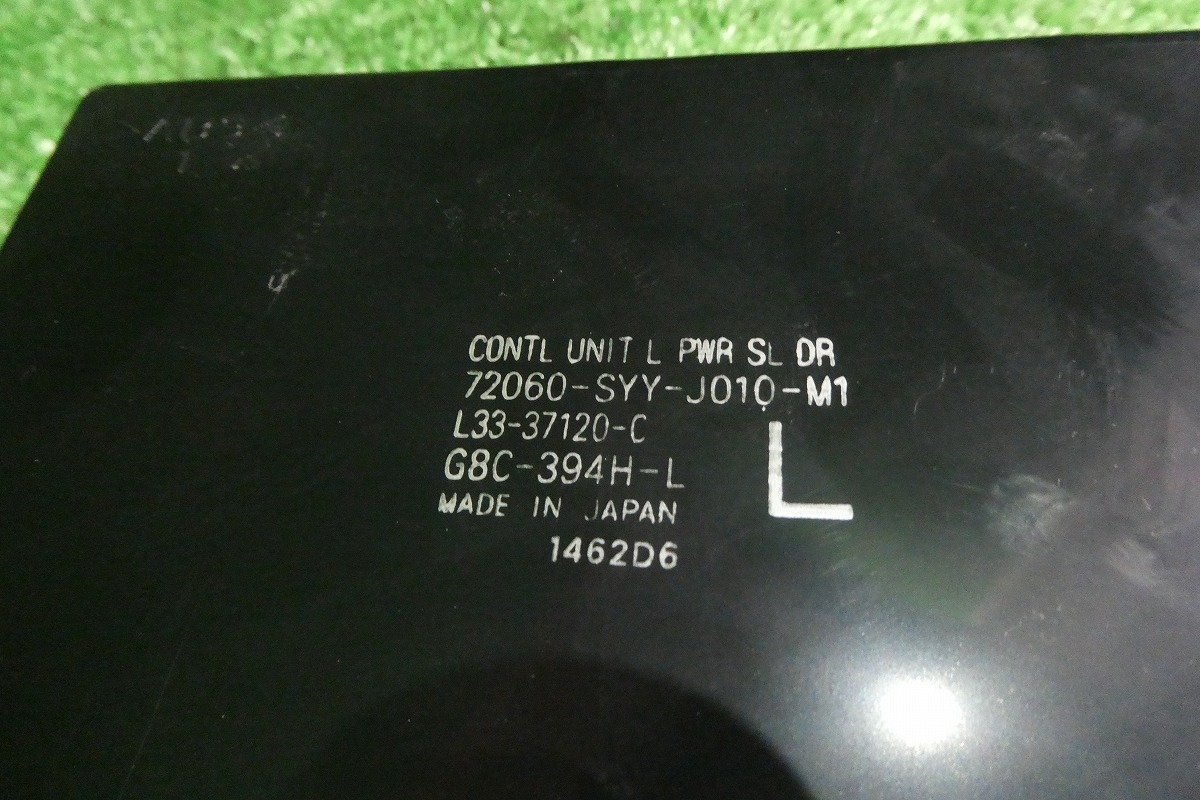 CONTL UNIT L PWR SL DR
72060-SYY-J010-M1
L33-37120-C
G8C-394H-L
L
MADE IN JAPAN
1462D6